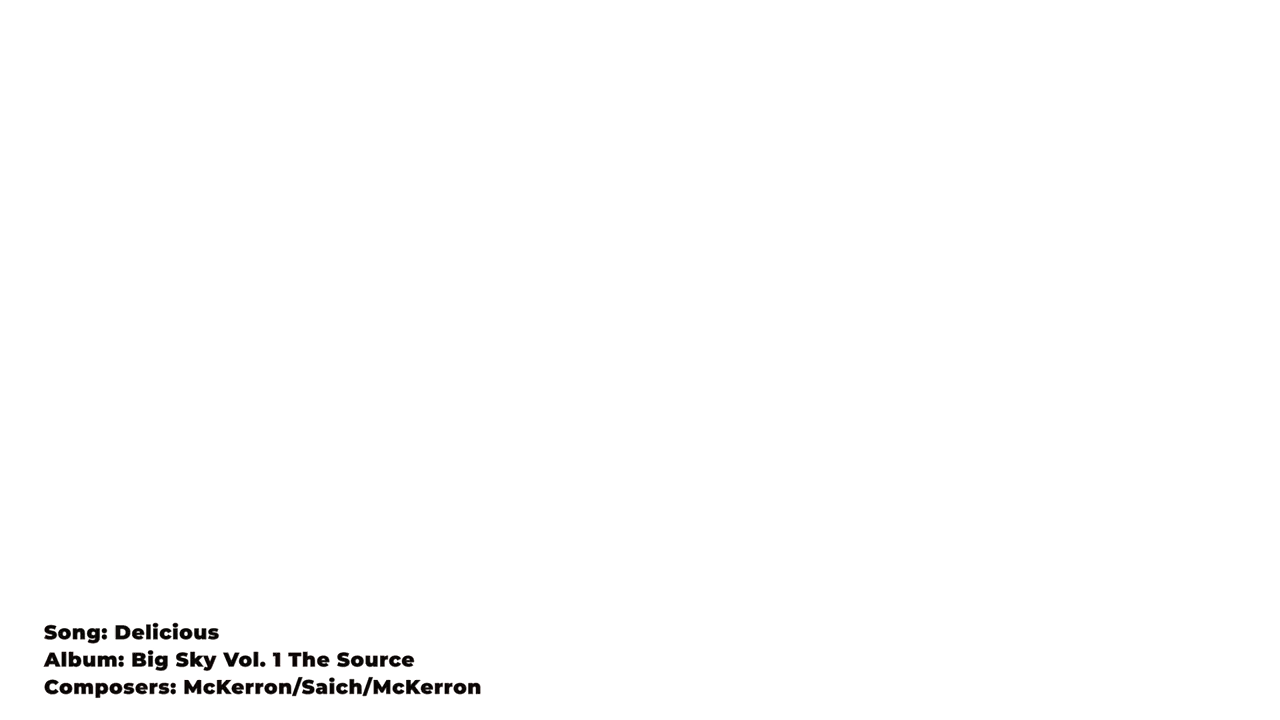 Song: Delicious
Album: Big Sky Vol. 1 The Source
Composers: McKerron/Saich/McKerron